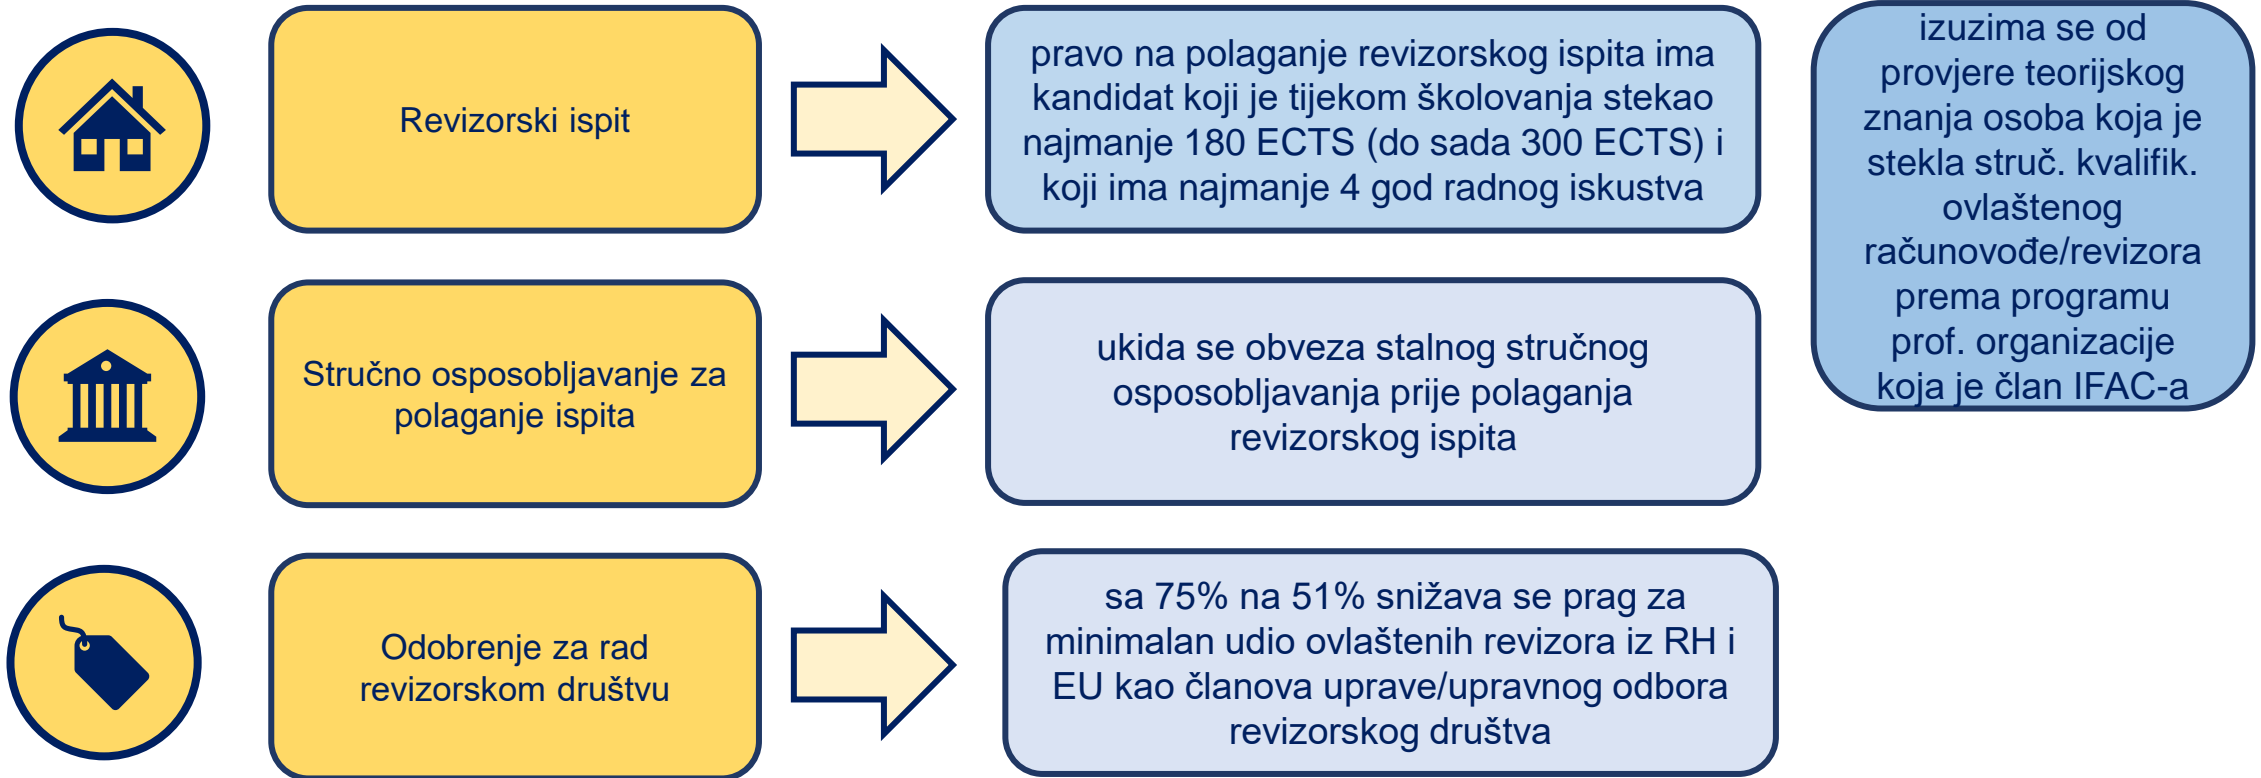 Revizorski ispit
pravo na polaganje revizorskog ispita ima
kandidat koji je tijekom školovanja stekao
najmanje 180 ECTS (do sada 300 ECTS) i
koji ima najmanje 4 god radnog iskustva
izuzima se od
provjere teorijskog
znanja osoba koja je
stekla struč. kvalifik.
ovlaštenog
računovođe/revizora
prema programu
prof. organizacije
koja je član IFAC-a
Stručno osposobljavanje za
polaganje ispita
ukida se obveza stalnog stručnog
osposobljavanja prije polaganja
revizorskog ispita
Odobrenje za rad
revizorskom društvu
sa 75% na 51% snižava se prag za
minimalan udio ovlaštenih revizora iz RH i
EU kao članova uprave/upravnog odbora
revizorskog društva